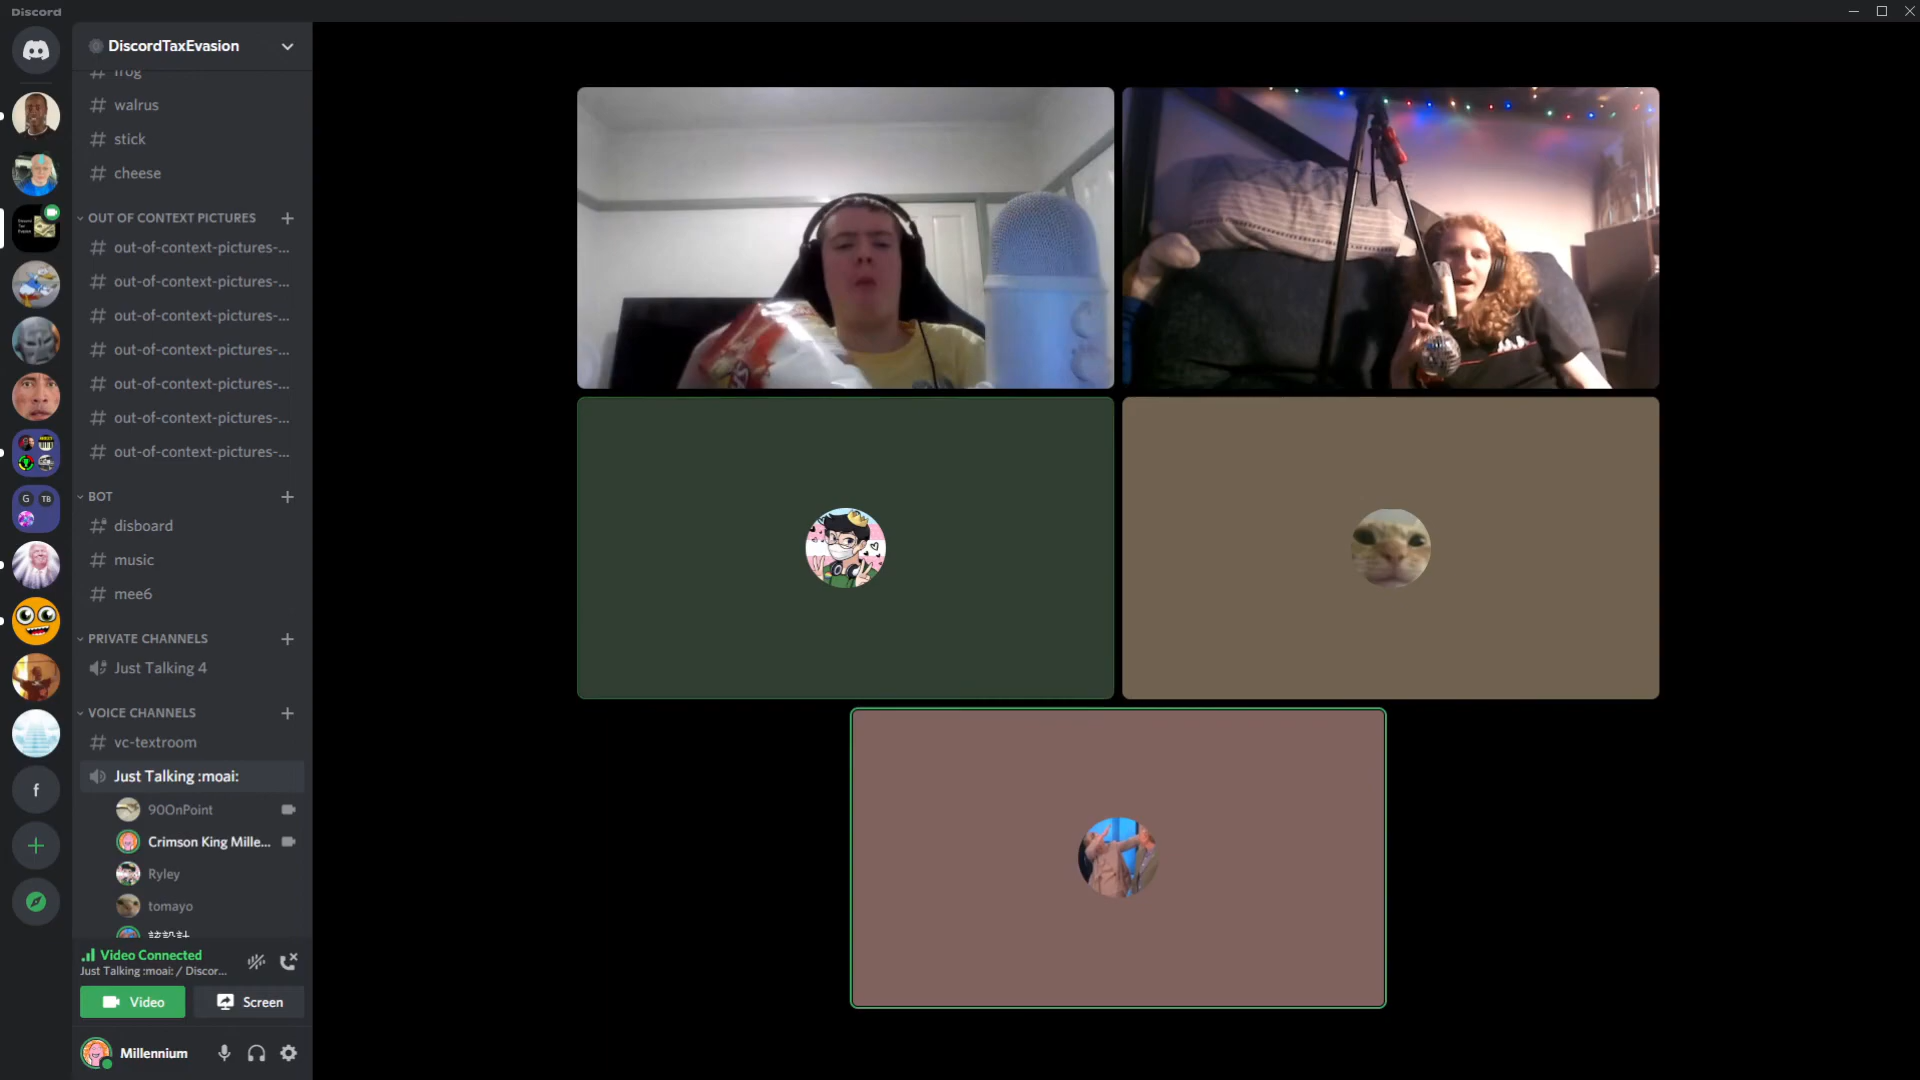 Discord
DiscordTaxEvasion
frog
walrus
stick
cheese
OUT OF CONTEXT PICTURES
out-of-context-pictures-...
out-of-context-pictures-...
out-of-context-pictures-...
out-of-context-pictures-...
out-of-context-pictures-...
out-of-context-pictures-...
out-of-context-pictures-...
BOT
disboard
music
mee6
G TB
PRIVATE CHANNELS
Just Talking 4
VOICE CHANNELS
vc-textroom
Just Talking :moai:
f
90OnPoint
Crimson King Mille...
Ryley
tomayo
Video Connected
Just Talking :moai: / Discor...
Video
Screen
Millennium